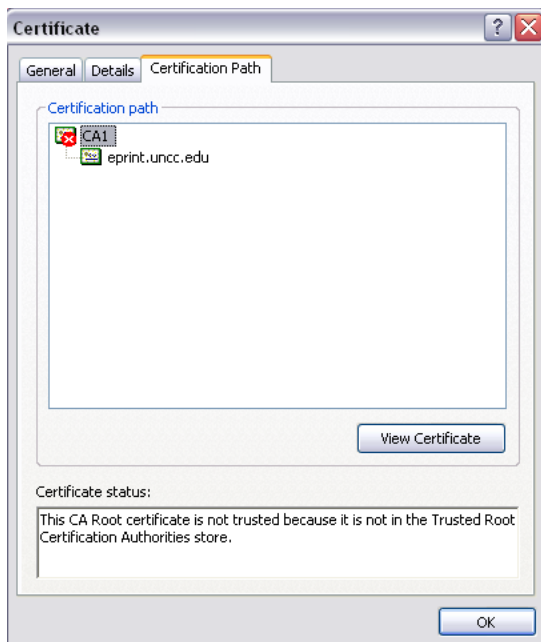 Certificate
General Details Certification Path
Certification path
CA1
eprint.uncc.edu
View Certificate
Certificate status:
This CA Root certificate is not trusted because it is not in the Trusted Root
Certification Authorities store.
OK